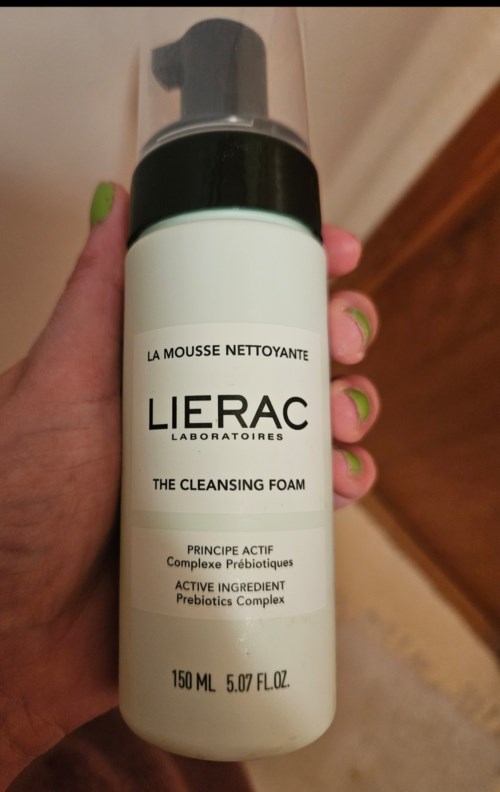 LA MOUSSE NETTOYANTE
LIERAC
LABORATOIRES
THE CLEANSING FOAM
PRINCIPE ACTIF
Complexe Prébiotiques
ACTIVE INGREDIENT
Prebiotics Complex
150 ML 5.07 FL.OZ.